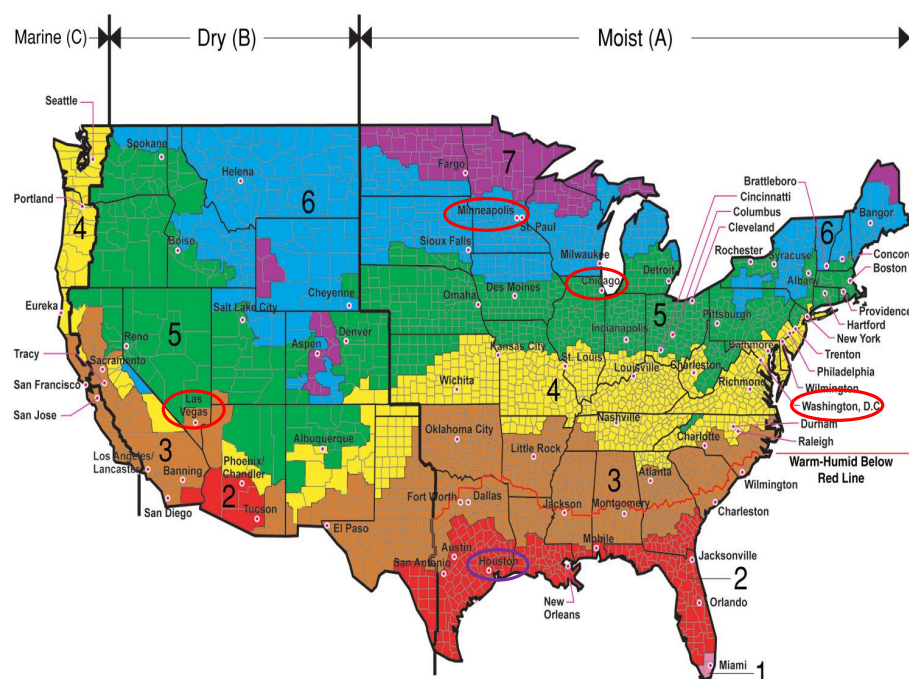 Marine (C)
Dry (B)
Moist (A)
Seattle
Spokane
Helena
Fargo
7
6
Portland
4
Boise
Minneapolis
St. Paul
Sioux Falls
Milwaukee
Chicago
Detroit
Brattleboro
Cincinnatti
Columbus
Cleveland
Rochester
Syracuse
Albany
6
Bangor
Concord
Boston
Providence
Hartford
New York
Trenton
Philadelphia
Wilmington
Washington, D.C.
Durham
Raleigh
Eureka
Reno
5
Salt Lake City
Cheyenne
Omaha
Des Moines
Indianapolis
5
Pittsburgh
Baltimore
Tracy
Sacramento
San Francisco
San Jose
Aspen
Denver
Kansas City
St. Louis
Louisville
Charleston
Richmond
Las
Vegas
Wichita
4
Nashville
Charlotte
Albuquerque
Oklahoma City
Little Rock
3
Atlanta
Warm-Humid Below
Red Line
3
Los Angeles/
Lancaster
Banning
Phoenix/
Chandler
2
San Diego
Tucson
El Paso
Fort Worth
Dallas
Jackson
Montgomery
Wilmington
Charleston
Austin
San Antonio
Houston
Mobile
New
Orleans
Jacksonville
2
Orlando
Miami
1